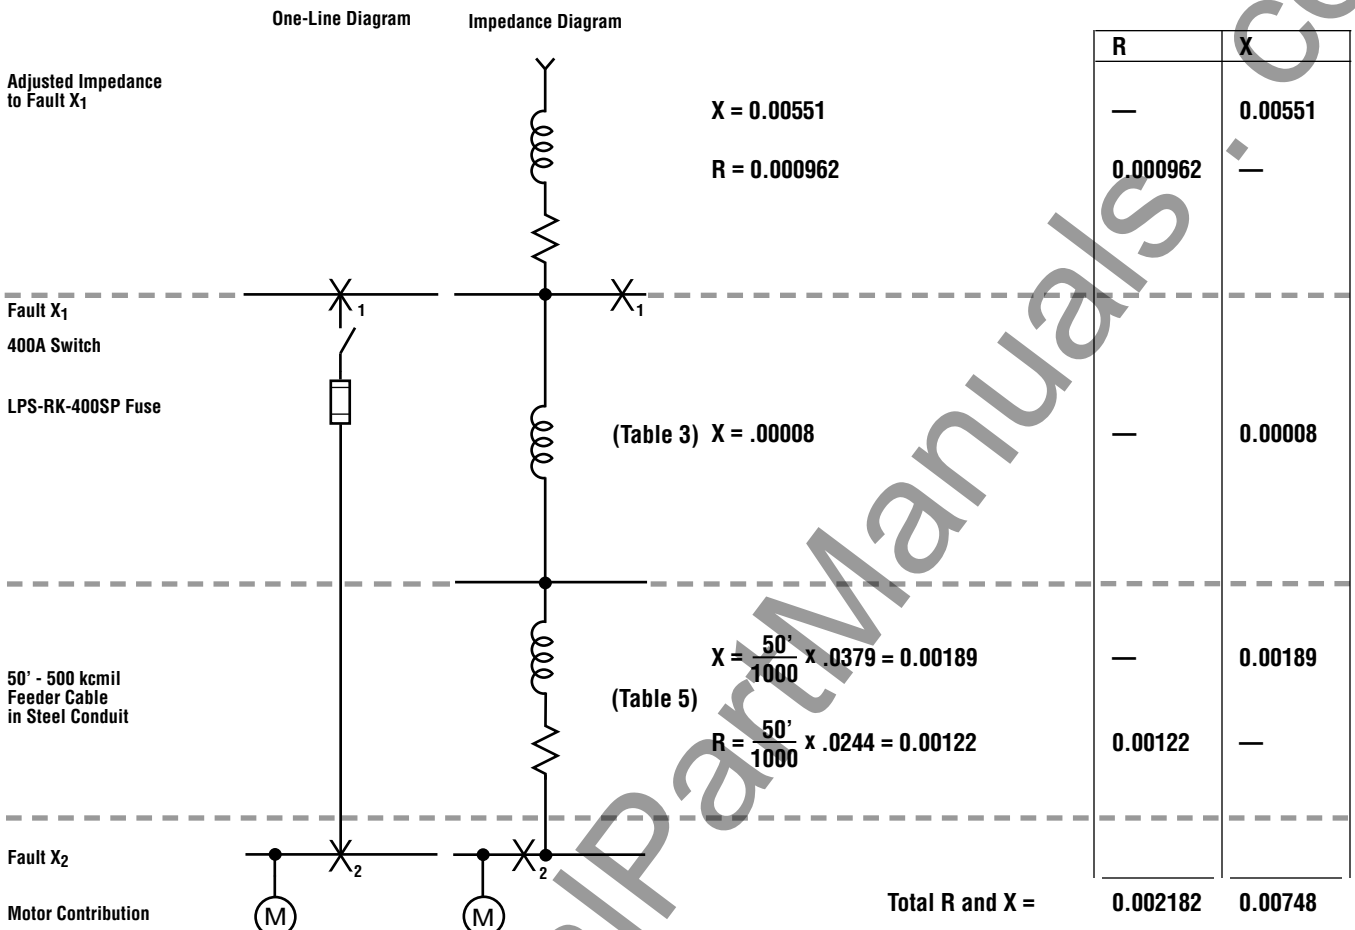 One-Line Diagram Impedance Diagram
R X
Adjusted Impedance
to Fault X1
X = 0.00551 — 0.00551
R = 0.000962 0.000962 —
1 1
Fault X1
400A Switch
LPS-RK-400SP Fuse
(Table 3) X = .00008 — 0.00008
50' - 500 kcmil
Feeder Cable
in Steel Conduit
(Table 5)
X = 50'/1000 x .0379 = 0.00189 — 0.00189
R = 50'/1000 x .0244 = 0.00122 0.00122 —
Fault X2
2 2
Motor Contribution
M M
Total R and X = 0.002182 0.00748
lPartManuals . co